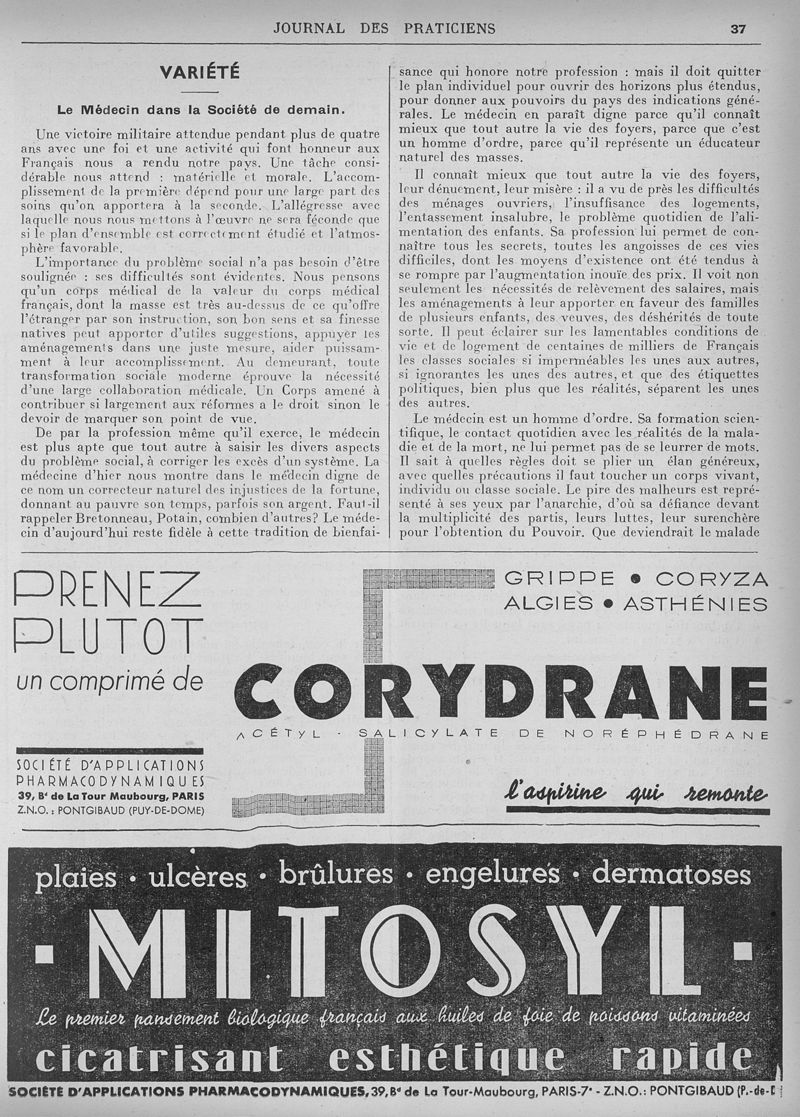 JOURNAL DES PRATICIENS 37
VARIÉTÉ
Le Médecin dans la Société de demain.
Une victoire militaire attendue pendant plus de quatre
ans avec une foi et une activité qui font honneur aux
Français nous a rendu notre pays. Une tâche consi-
dérable nous attend : matérielle et morale. L'accom-
plissement de la première dépend pour une large part des
soins qu'on apportera à la seconde. L'allégresse avec
laquelle nous nous mettons à l'œuvre ne sera féconde que
si le plan d'ensemble est correctement étudié et l'atmos-
phère favorable.
L'importance du problème social n'a pas besoin d'être
soulignée : ses difficultés sont évidentes. Nous pensons
qu'un corps médical de la valeur du corps médical
français, dont la masse est très au-dessus de ce qu'offre
l'étranger par son instruction, son bon sens et sa finesse
natives peut apporter d'utiles suggestions, appuyer les
aménagements dans une juste mesure, aider puissam-
ment à leur accomplissement. Au demeurant, toute
transformation sociale moderne éprouve la nécessité
d'une large collaboration médicale. Un Corps amené à
contribuer si largement aux réformes a le droit sinon le
devoir de marquer son point de vue.
De par la profession même qu'il exerce, le médecin
est plus apte que tout autre à saisir les divers aspects
du problème social, à corriger les excès d'un système. La
médecine d'hier nous montre dans le médecin digne de
ce nom un correcteur naturel des injustices de la fortune,
donnant au pauvre son temps, parfois son argent. Faut-il
rappeler Bretonneau, Potain, combien d'autres? Le méde-
cin d'aujourd'hui reste fidèle à cette tradition de bienfai-
sance qui honore notre profession : mais il doit quitter
le plan individuel pour ouvrir des horizons plus étendus,
pour donner aux pouvoirs du pays des indications géné-
rales. Le médecin en paraît digne parce qu'il connaît
mieux que tout autre la vie des foyers, parce que c'est
un homme d'ordre, parce qu'il représente un éducateur
naturel des masses.
Il connaît mieux que tout autre la vie des foyers,
leur dénuement, leur misère : il a vu de près les difficultés
des ménages ouvriers, l'insuffisance des logements,
l'entassement insalubre, le problème quotidien de l'ali-
mentation des enfants. Sa profession lui permet de con-
naître tous les secrets, toutes les angoisses de ces vies
difficiles, dont les moyens d'existence ont été tendus à
se rompre par l'augmentation inouïe des prix. Il voit non
seulement les nécessités de relèvement des salaires, mais
les aménagements à leur apporter en faveur des familles
de plusieurs enfants, des veuves, des déshérités de toute
sorte. Il peut éclairer sur les lamentables conditions de
vie et de logement de centaines de milliers de Français
les classes sociales si imperméables les unes aux autres,
si ignorantes les unes des autres, et que des étiquettes
politiques, bien plus que les réalités, séparent les unes
des autres.
Le médecin est un homme d'ordre. Sa formation scien-
tifique, le contact quotidien avec les réalités de la mala-
die et de la mort, ne lui permet pas de se leurrer de mots.
Il sait à quelles règles doit se plier un élan généreux,
avec quelles précautions il faut toucher un corps vivant,
individu ou classe sociale. Le pire des malheurs est repré-
senté à ses yeux par l'anarchie, d'où sa défiance devant
la multiplicité des partis, leurs luttes, leur surenchère
pour l'obtention du Pouvoir. Que deviendrait le malade
PRENEZ
PLUTOT
un comprimé de
GRIPPE • CORYZA
ALGIES • ASTHÉNIES
CORYDRANE
ACÉTYL - SALICYLATE DE NORÉPHÉDRANE
SOCIÉTÉ D'APPLICATIONS
PHARMACODYNAMIQUES
39, Bd de La Tour Maubourg, PARIS
Z.N.O. : PONTGIBAUD (PUY-DE-DOME)
l'aspirine qui remonte
plaies • ulcères • brûlures • engelures • dermatoses
• MITOSYL •
Le premier pansement biologique français aux huiles de foie de poissons vitaminées
cicatrisant esthétique rapide
SOCIÉTÉ D'APPLICATIONS PHARMACODYNAMIQUES, 39, Bd de La Tour-Maubourg, PARIS-7e - Z.N.O. : PONTGIBAUD (P.-de-D